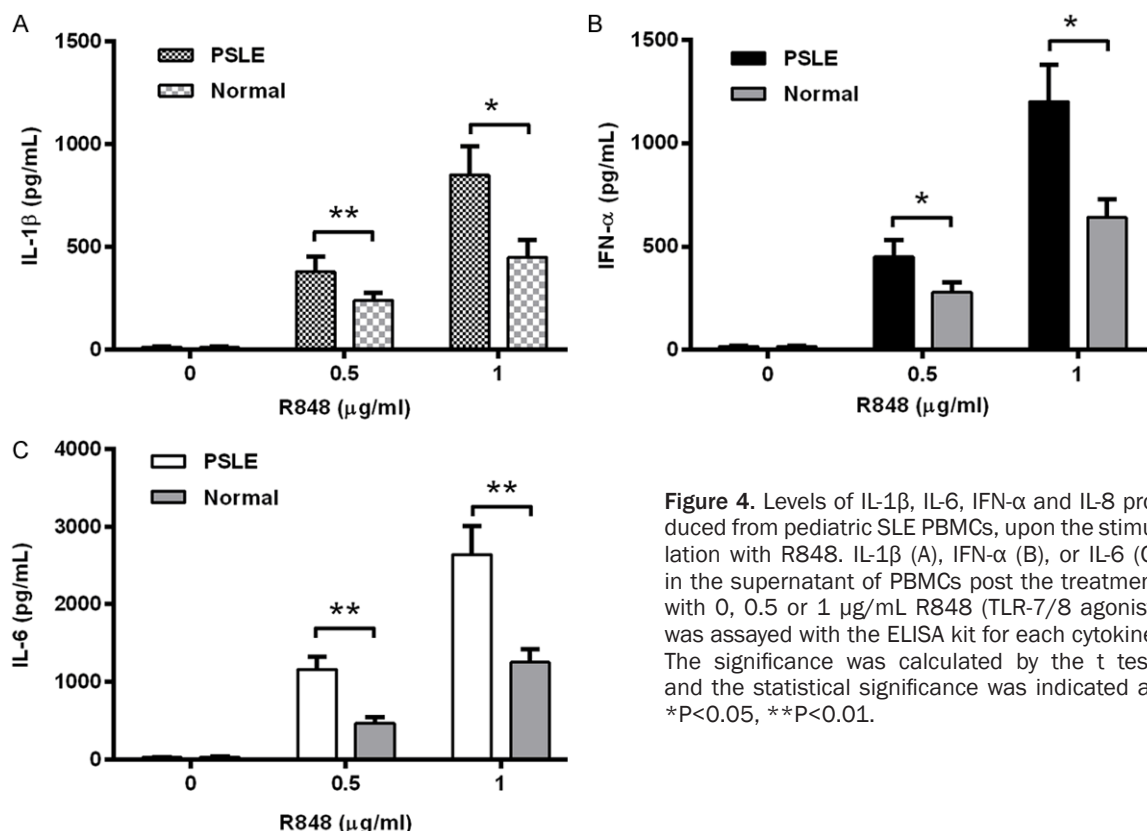 A
1500
1000
500
0
IL-1β (pg/mL)
PSLE
Normal
**
*
0 0.5 1
R848 (μg/ml)
B
1500
1000
500
0
IFN-α (pg/mL)
PSLE
Normal
*
*
0 0.5 1
R848 (μg/ml)
C
4000
3000
2000
1000
0
IL-6 (pg/mL)
PSLE
Normal
**
**
0 0.5 1
R848 (μg/ml)
Figure 4. Levels of IL-1β, IL-6, IFN-α and IL-8 pro-
duced from pediatric SLE PBMCs, upon the stimu
lation with R848. IL-1β (A), IFN-α (B), or IL-6 (C
in the supernatant of PBMCs post the treatmen
with 0, 0.5 or 1 µg/mL R848 (TLR-7/8 agonis
was assayed with the ELISA kit for each cytokine
The significance was calculated by the t tes
and the statistical significance was indicated a
*P<0.05, **P<0.01.